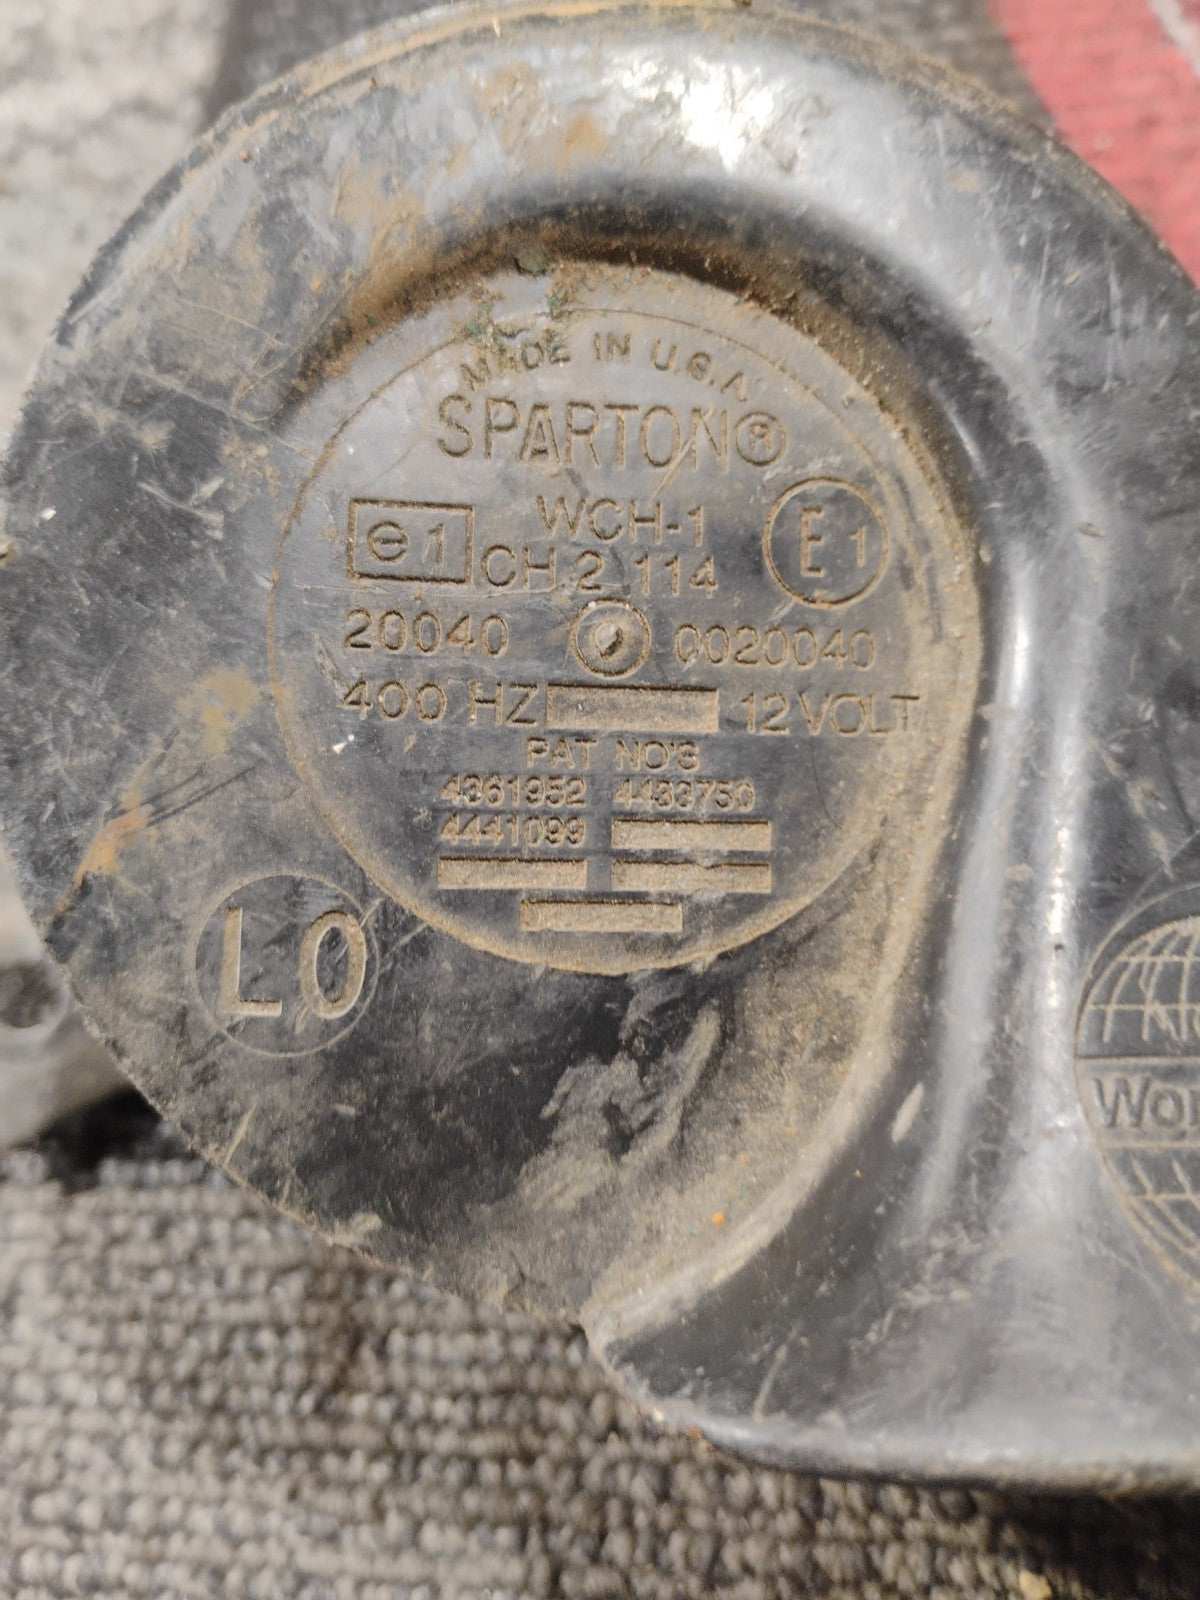 MADE IN U.S.A
SPARTON®
e1 WCH-1 E1
CH 2 114
20040 0020040
400 HZ 12 VOLT
PAT NO'S
4361952 4433750
4441099
LO